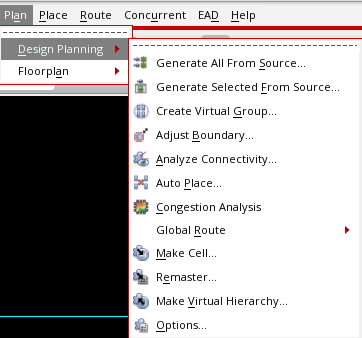 Plan Place Route Concurrent EAD Help
Design Planning
Floorplan
Generate All From Source...
Generate Selected From Source...
Create Virtual Group...
Adjust Boundary...
Analyze Connectivity...
Auto Place...
Congestion Analysis
Global Route
Make Cell...
Remaster...
Make Virtual Hierarchy...
Options...